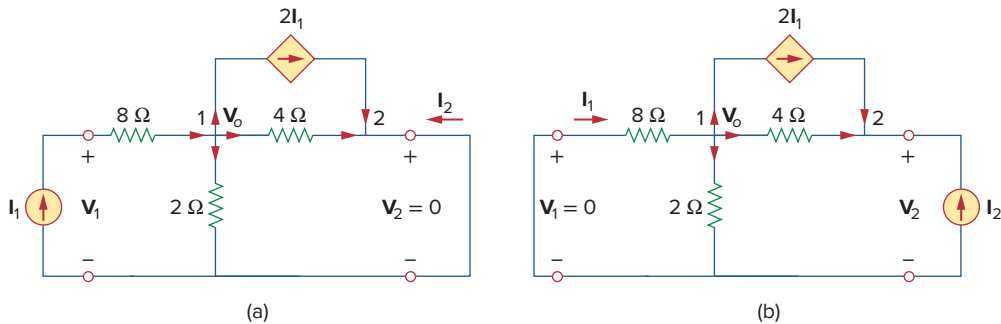 2I₁
I₂
8 Ω
1
Vₒ
4 Ω
2
+
+
I₁
V₁
2 Ω
V₂ = 0
–
–
(a)
2I₁
I₁
8 Ω
1
Vₒ
4 Ω
2
+
+
V₁ = 0
2 Ω
V₂
I₂
–
–
(b)